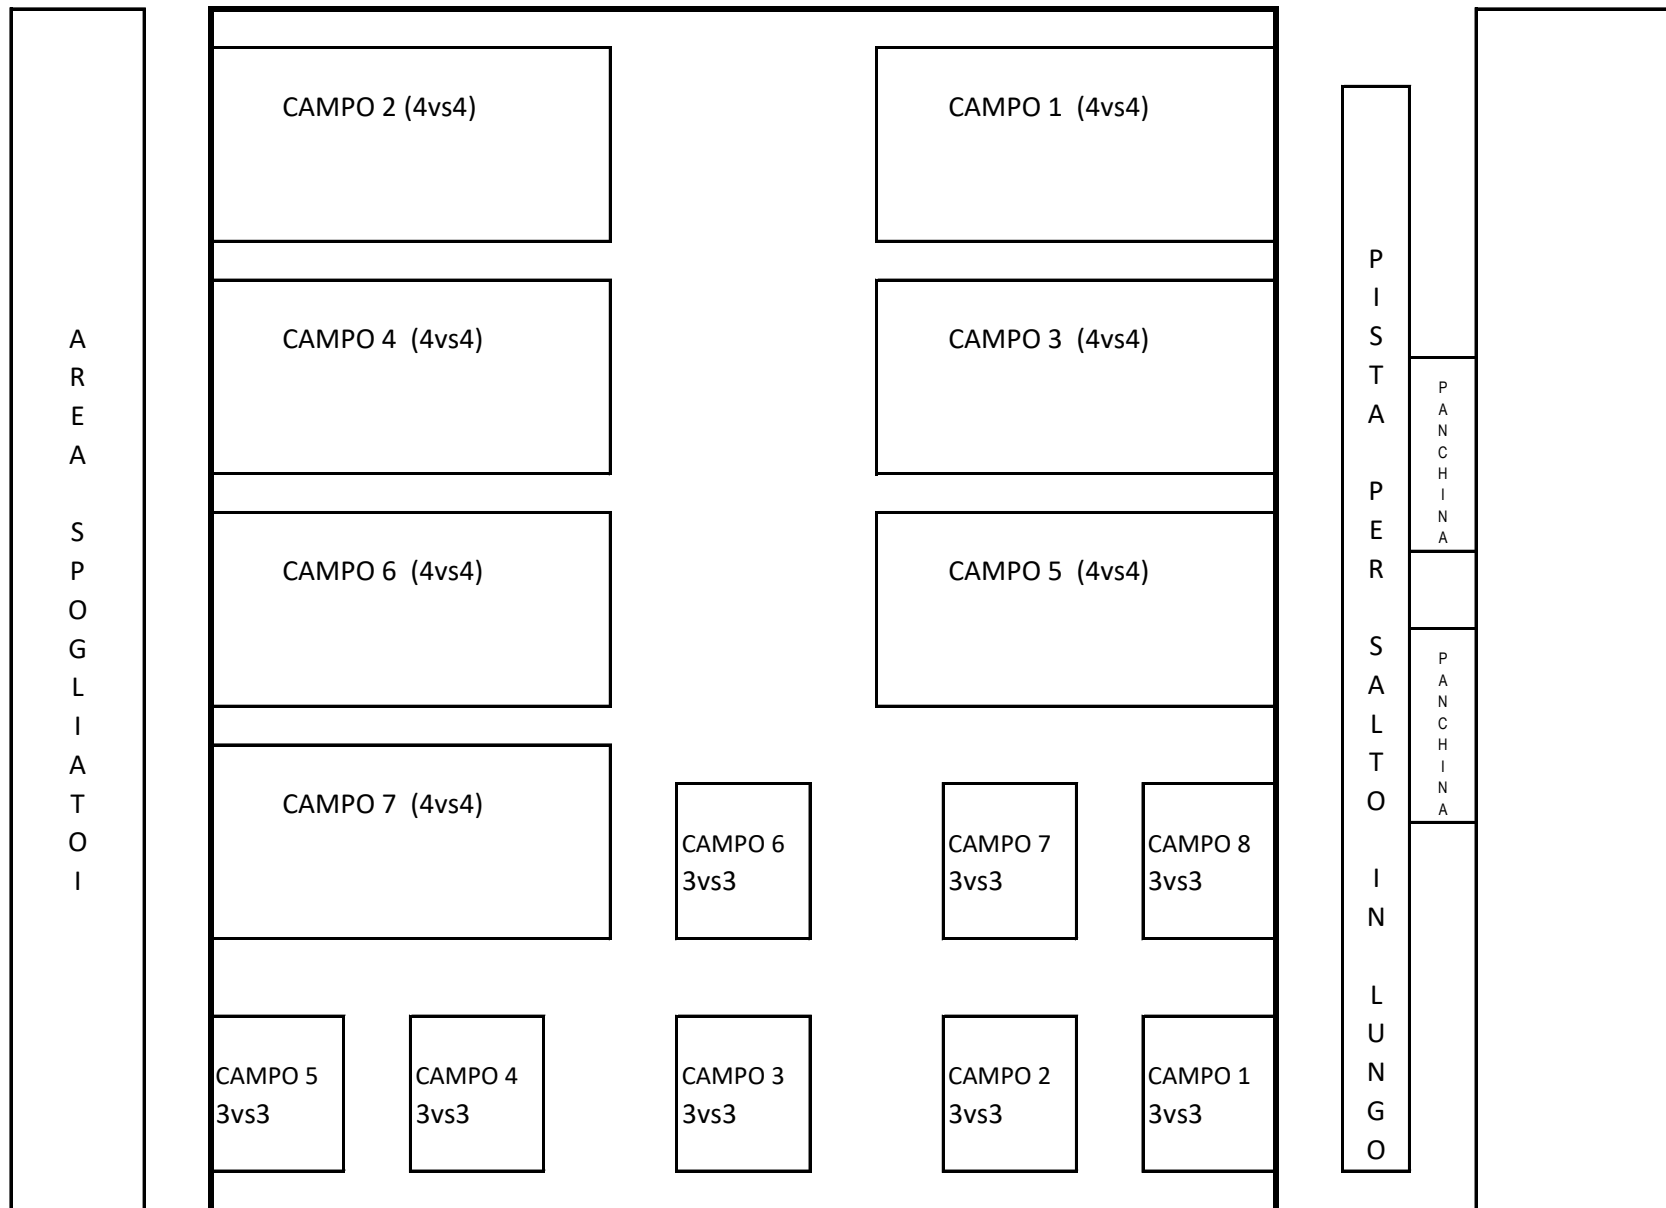 CAMPO 2 (4vs4)
CAMPO 1 (4vs4)
CAMPO 4 (4vs4)
CAMPO 3 (4vs4)
CAMPO 6 (4vs4)
CAMPO 5 (4vs4)
CAMPO 7 (4vs4)
CAMPO 6
3vs3
CAMPO 7
3vs3
CAMPO 8
3vs3
CAMPO 5
3vs3
CAMPO 4
3vs3
CAMPO 3
3vs3
CAMPO 2
3vs3
CAMPO 1
3vs3
AREA SPOGLIATOI
PISTA PER SALTO IN LUNGO
PANCHINA
PANCHINA